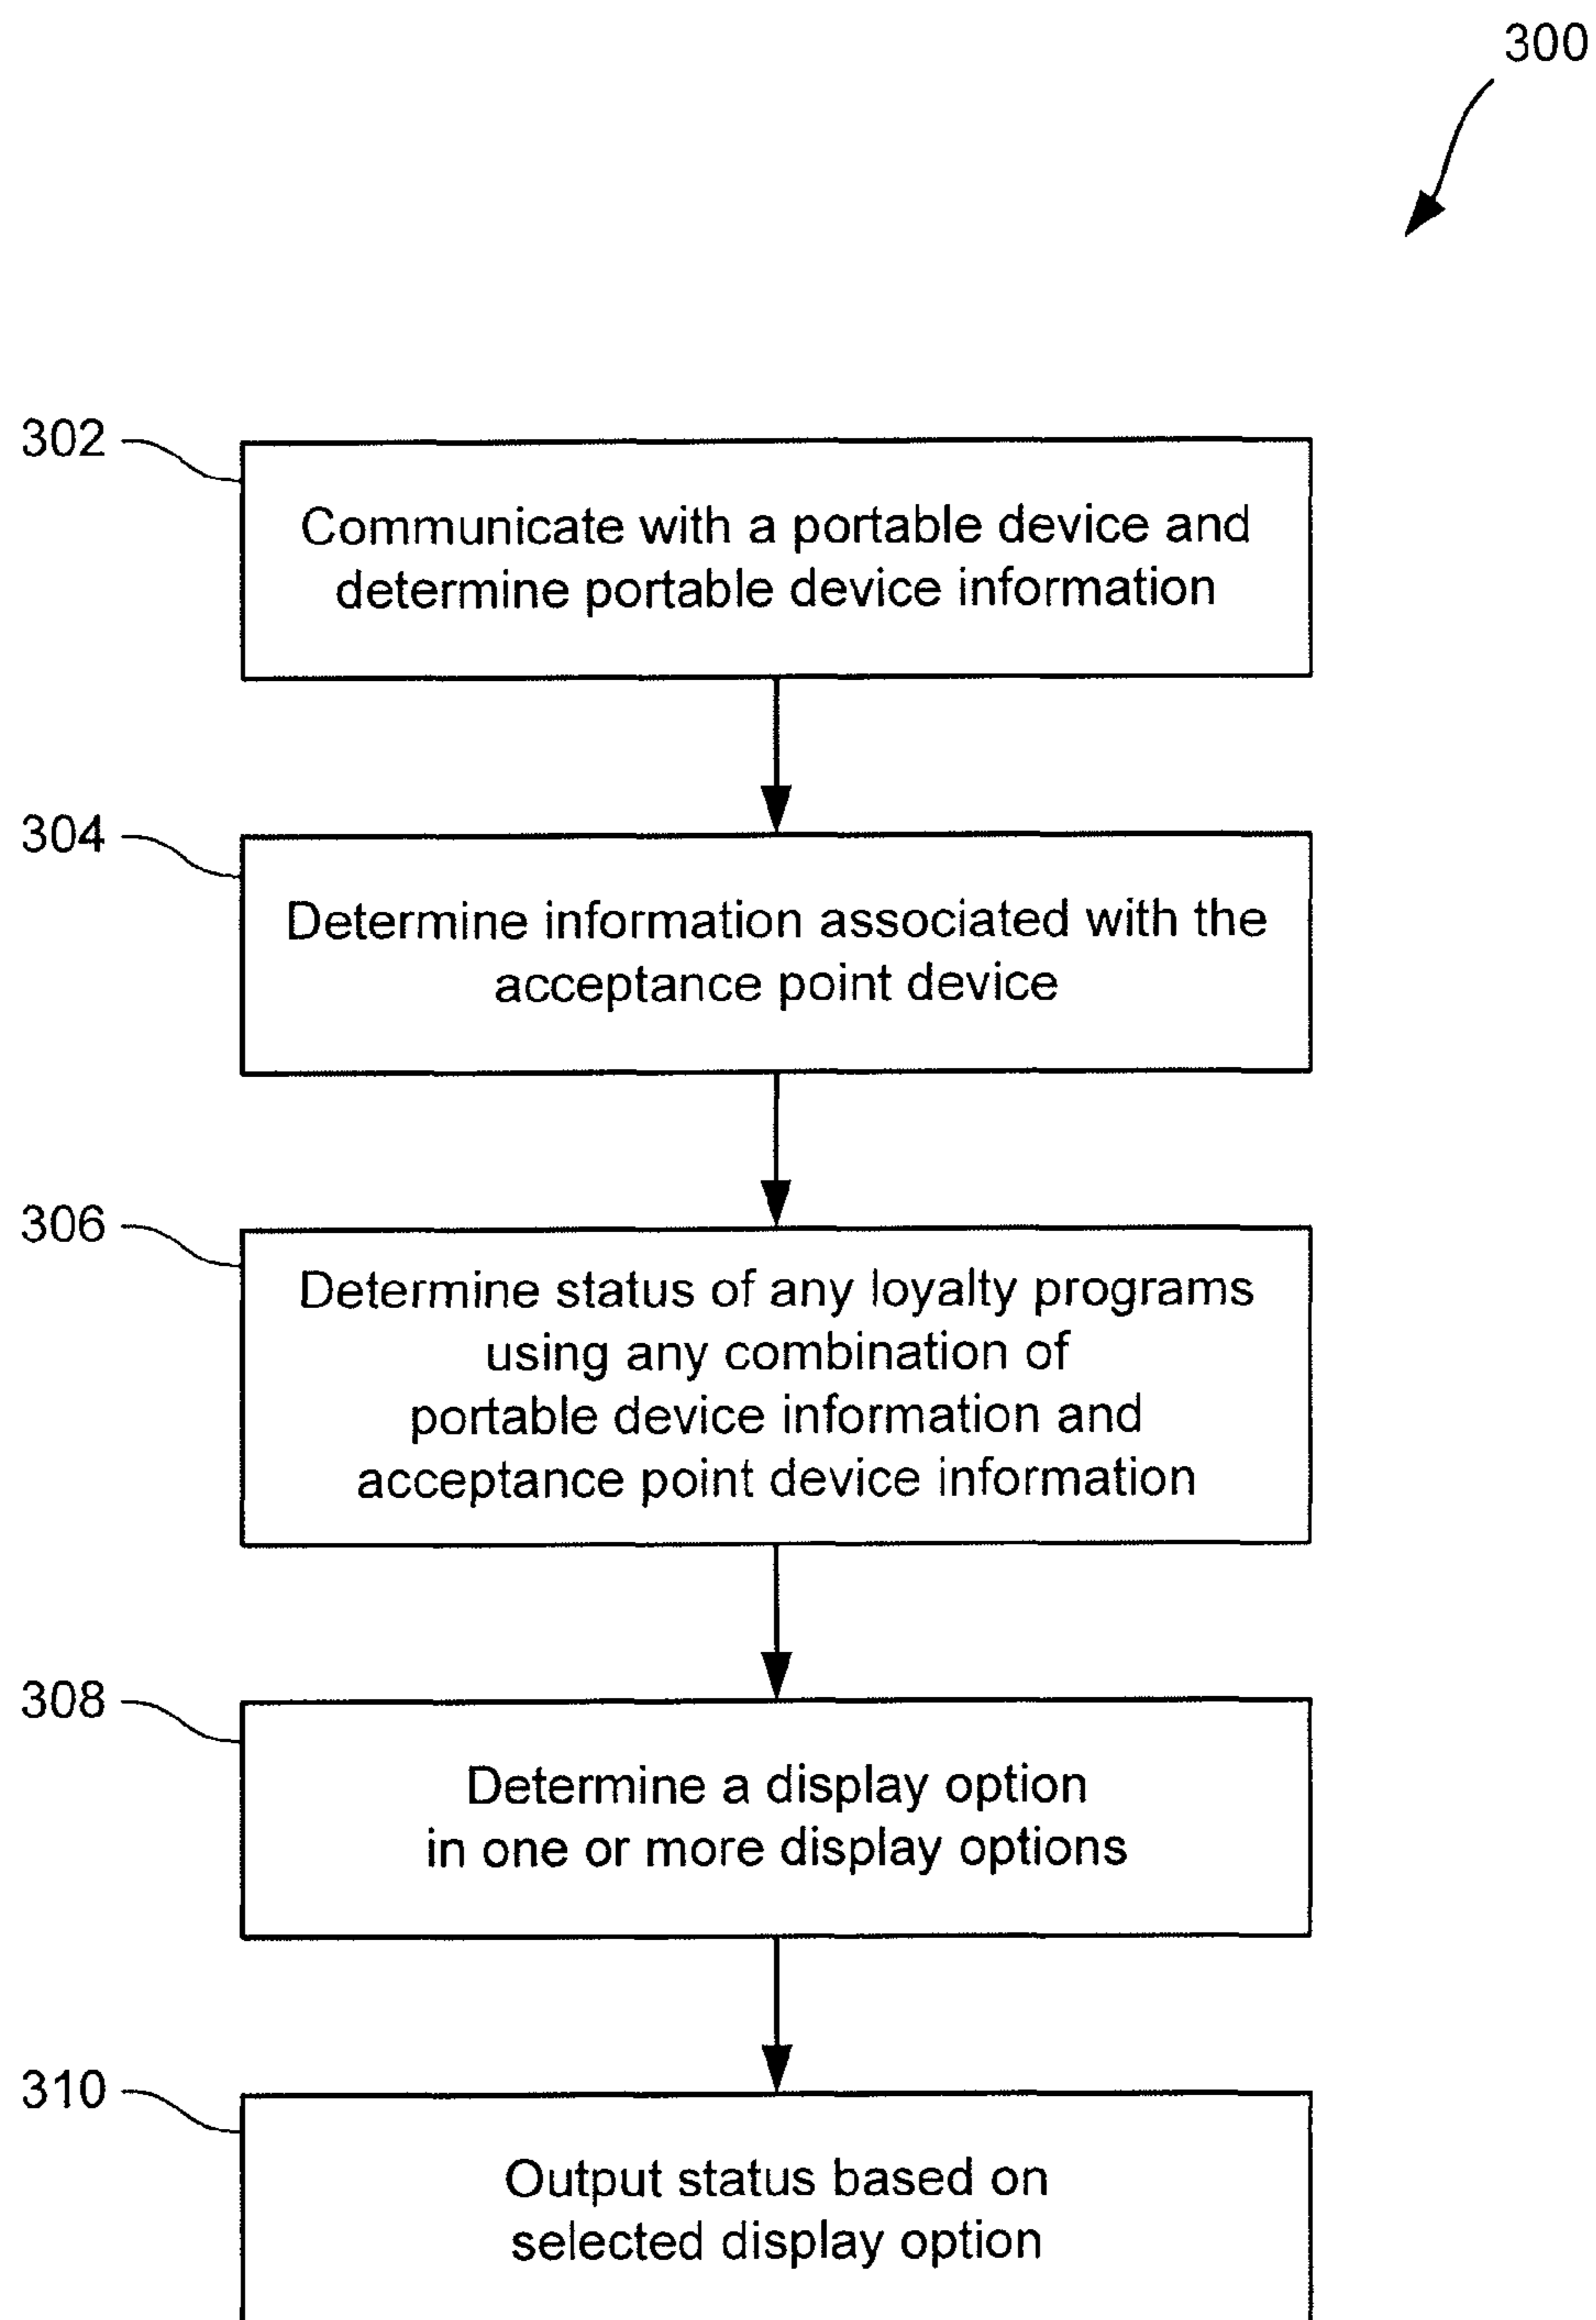 300
302
Communicate with a portable device and
determine portable device information
304
Determine information associated with the
acceptance point device
306
Determine status of any loyalty programs
using any combination of
portable device information and
acceptance point device information
308
Determine a display option
in one or more display options
310
Output status based on
selected display option